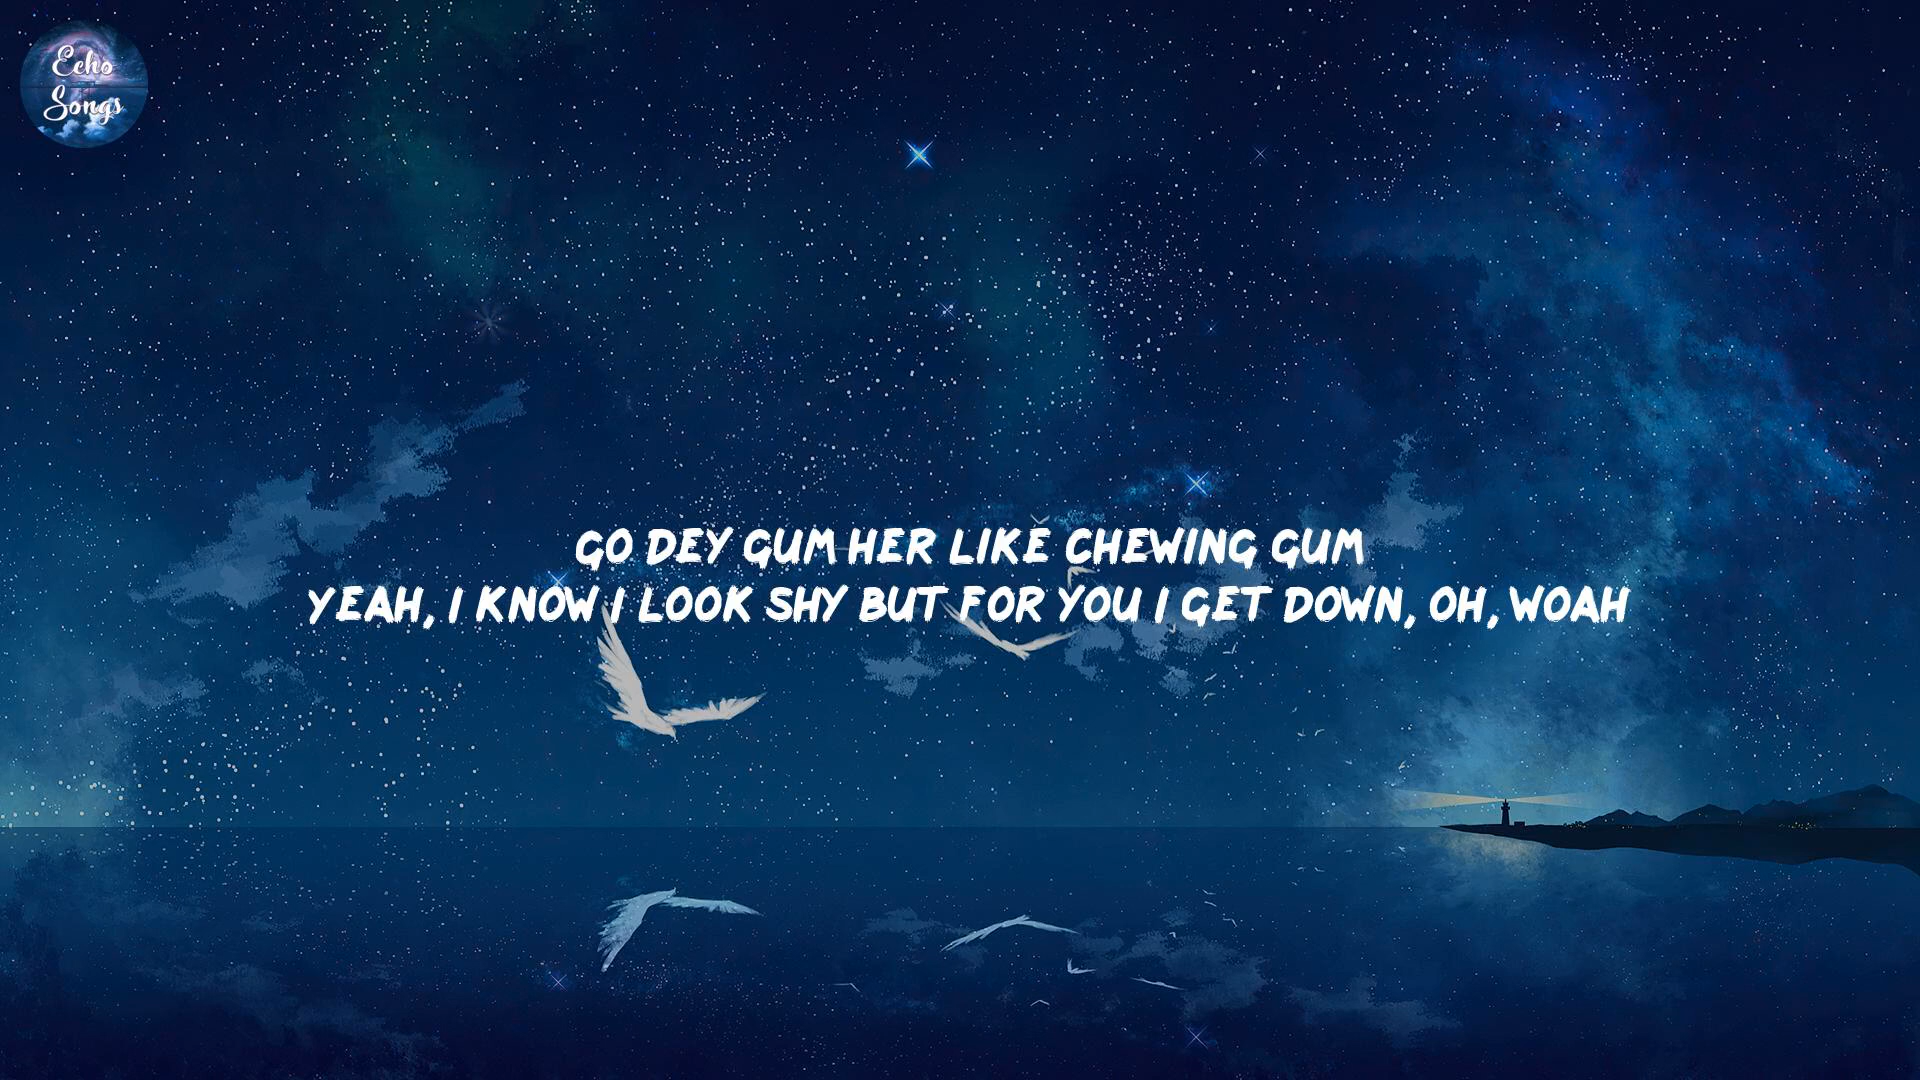 Echo
Songs
GO DEY GUM HER LIKE CHEWING GUM
YEAH, I KNOW I LOOK SHY BUT FOR YOU I GET DOWN, OH, WOAH